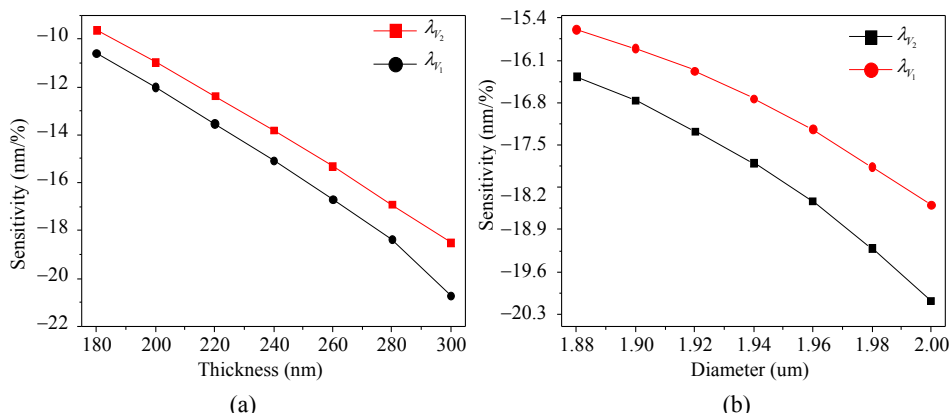 −10
−12
−14
−16
−18
−20
−22
Sensitivity (nm/%)
λV2
λV1
180 200 220 240 260 280 300
Thickness (nm)
(a)
−15.4
−16.1
−16.8
−17.5
−18.2
−18.9
−19.6
−20.3
Sensitivity (nm/%)
λV2
λV1
1.88 1.90 1.92 1.94 1.96 1.98 2.00
Diameter (um)
(b)